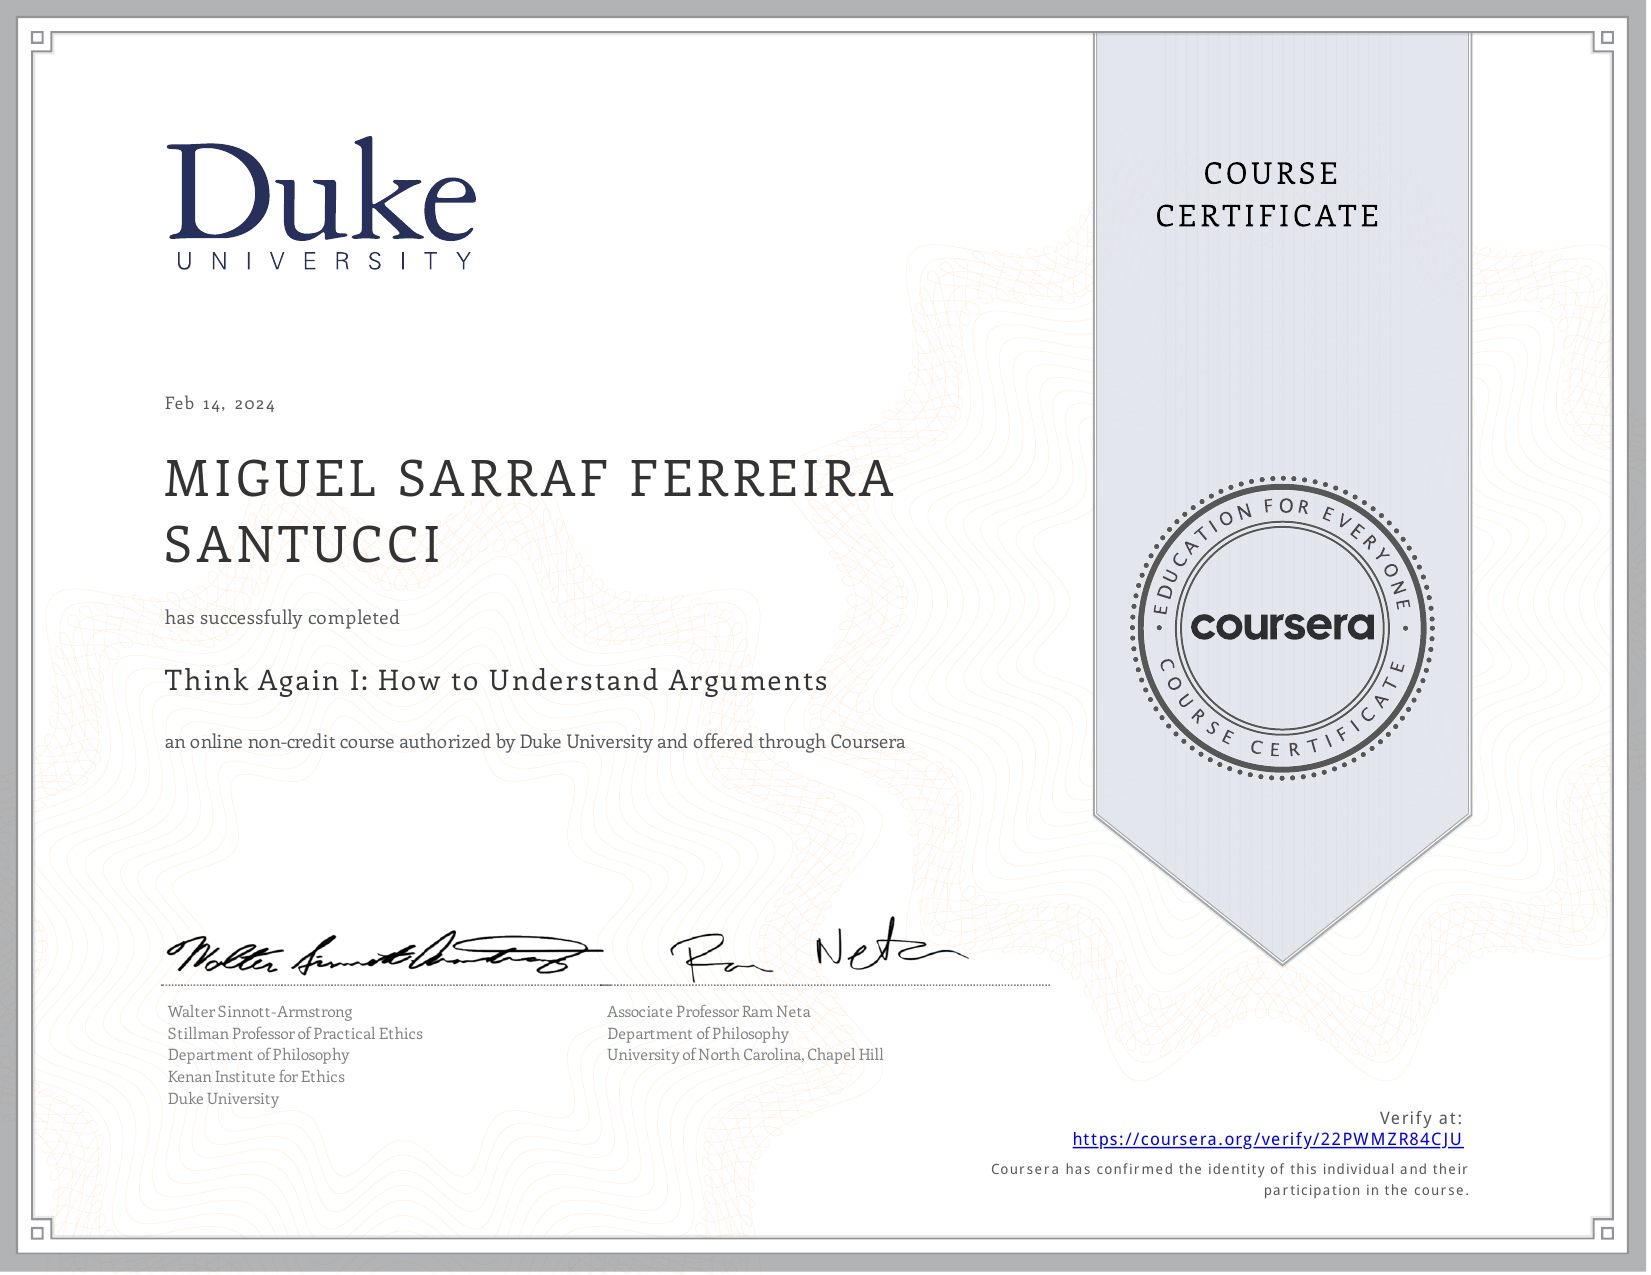 Duke
UNIVERSITY
COURSE
CERTIFICATE
Feb 14, 2024
MIGUEL SARRAF FERREIRA
SANTUCCI
has successfully completed
Think Again I: How to Understand Arguments
an online non-credit course authorized by Duke University and offered through Coursera
EDUCATION FOR EVERYONE
coursera
COURSE CERTIFICATE
Walter Sinnott-Armstrong
Ram Neta
Walter Sinnott-Armstrong
Stillman Professor of Practical Ethics
Department of Philosophy
Kenan Institute for Ethics
Duke University
Associate Professor Ram Neta
Department of Philosophy
University of North Carolina, Chapel Hill
Verify at:
https://coursera.org/verify/22PWMZR84CJU
Coursera has confirmed the identity of this individual and their
participation in the course.